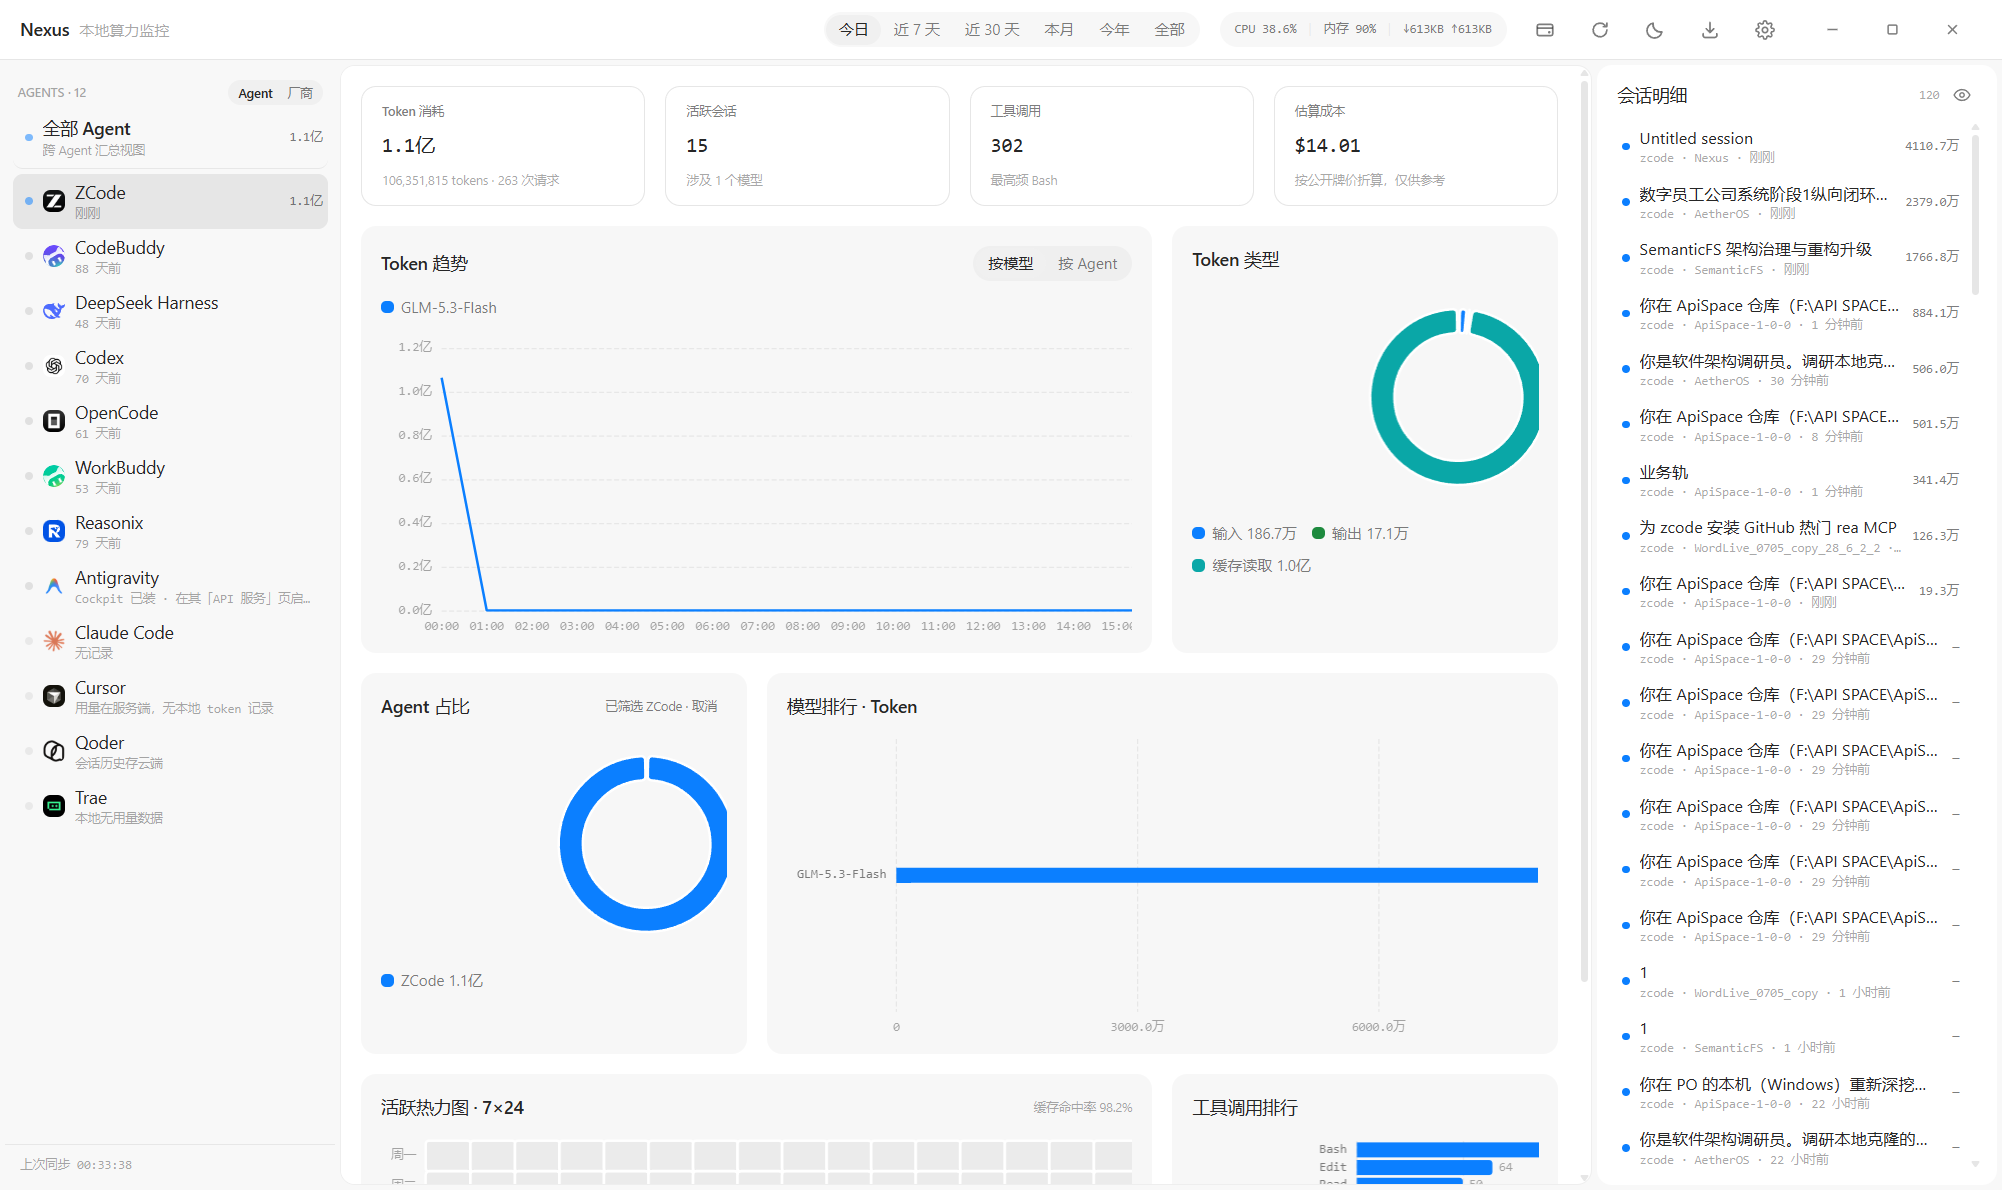 Nexus 本地算力监控
今日 近 7 天 近 30 天 本月 今年 全部
CPU 38.6% 内存 90% ↓613KB ↑613KB
AGENTS · 12
Agent 厂商
全部 Agent
跨 Agent 汇总视图
1.1亿
ZCode
刚刚
1.1亿
CodeBuddy
88 天前
DeepSeek Harness
48 天前
Codex
70 天前
OpenCode
61 天前
WorkBuddy
53 天前
Reasonix
79 天前
Antigravity
Cockpit 已装 · 在其「API 服务」页启…
Claude Code
无记录
Cursor
用量在服务端，无本地 token 记录
Qoder
会话历史存云端
Trae
本地无用量数据
上次同步 00:33:38
Token 消耗
1.1亿
106,351,815 tokens · 263 次请求
活跃会话
15
涉及 1 个模型
工具调用
302
最高频 Bash
估算成本
$14.01
按公开牌价折算，仅供参考
Token 趋势
按模型 按 Agent
GLM-5.3-Flash
1.2亿
1.0亿
0.8亿
0.6亿
0.4亿
0.2亿
0.0亿
00:00 01:00 02:00 03:00 04:00 05:00 06:00 07:00 08:00 09:00 10:00 11:00 12:00 13:00 14:00 15:00
Token 类型
输入 186.7万 输出 17.1万
缓存读取 1.0亿
Agent 占比
已筛选 ZCode · 取消
ZCode 1.1亿
模型排行 · Token
GLM-5.3-Flash
0 3000.0万 6000.0万
活跃热力图 · 7×24
缓存命中率 98.2%
周一
工具调用排行
Bash
Edit 64
Read 50
会话明细
120
Untitled session
zcode · Nexus · 刚刚
4110.7万
数字员工公司系统阶段1纵向闭环…
zcode · AetherOS · 刚刚
2379.0万
SemanticFS 架构治理与重构升级
zcode · SemanticFS · 刚刚
1766.8万
你在 ApiSpace 仓库（F:\API SPACE…
zcode · ApiSpace-1-0-0 · 1 分钟前
884.1万
你是软件架构调研员。调研本地克…
zcode · AetherOS · 30 分钟前
506.0万
你在 ApiSpace 仓库（F:\API SPACE…
zcode · ApiSpace-1-0-0 · 8 分钟前
501.5万
业务轨
zcode · ApiSpace-1-0-0 · 1 分钟前
341.4万
为 zcode 安装 GitHub 热门 rea MCP
zcode · WordLive_0705_copy_28_6_2_2 ·…
126.3万
你在 ApiSpace 仓库（F:\API SPACE\…
zcode · ApiSpace-1-0-0 · 刚刚
19.3万
你在 ApiSpace 仓库（F:\API SPACE\ApiS…
zcode · ApiSpace-1-0-0 · 29 分钟前
—
你在 ApiSpace 仓库（F:\API SPACE\ApiS…
zcode · ApiSpace-1-0-0 · 29 分钟前
—
你在 ApiSpace 仓库（F:\API SPACE\ApiS…
zcode · ApiSpace-1-0-0 · 29 分钟前
—
你在 ApiSpace 仓库（F:\API SPACE\ApiS…
zcode · ApiSpace-1-0-0 · 29 分钟前
—
你在 ApiSpace 仓库（F:\API SPACE\ApiS…
zcode · ApiSpace-1-0-0 · 29 分钟前
—
你在 ApiSpace 仓库（F:\API SPACE\ApiS…
zcode · ApiSpace-1-0-0 · 29 分钟前
—
1
zcode · WordLive_0705_copy · 1 小时前
—
1
zcode · SemanticFS · 1 小时前
—
你在 PO 的本机（Windows）重新深挖…
zcode · ApiSpace-1-0-0 · 22 小时前
—
你是软件架构调研员。调研本地克隆的…
zcode · AetherOS · 22 小时前
—